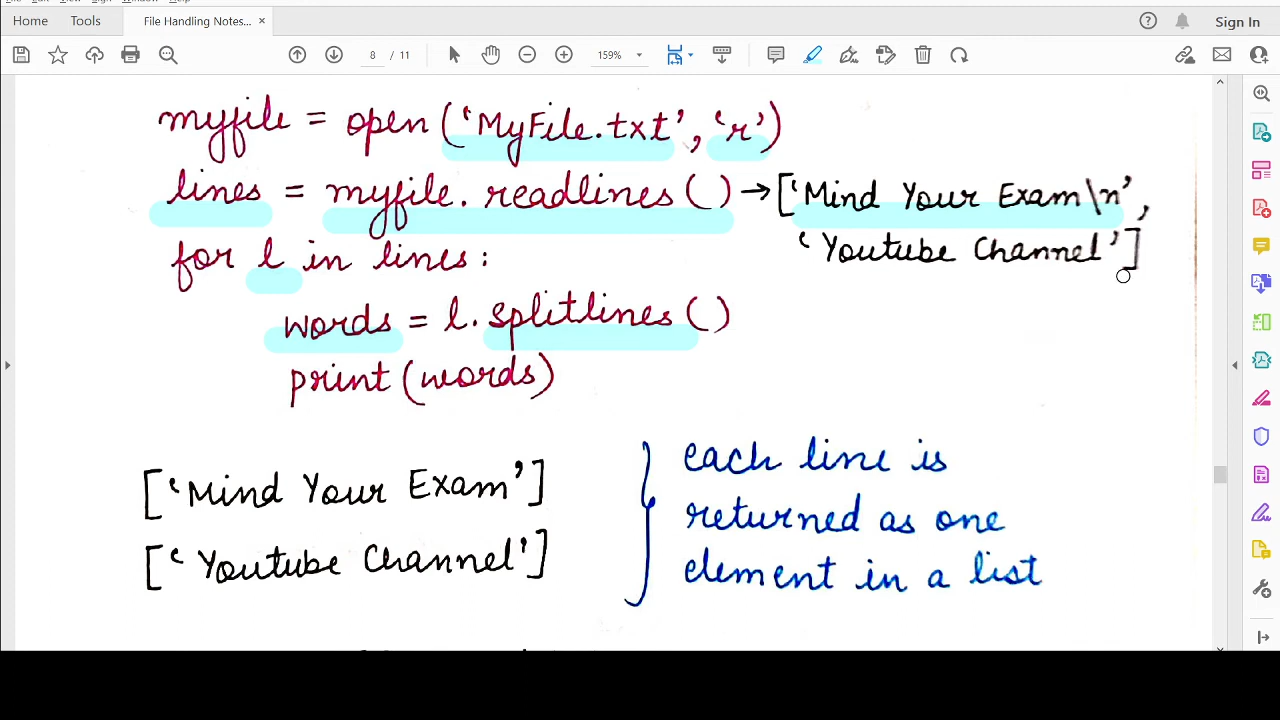 Home Tools File Handling Notes... × Sign In
8 / 11 159%
myfile = open ('MyFile.txt', 'r')
lines = myfile. readlines ( ) → ['Mind Your Exam\n',
'Youtube Channel']
for l in lines :
words = l. splitlines ( )
print (words)
['Mind Your Exam']
['Youtube Channel']
each line is
returned as one
element in a list